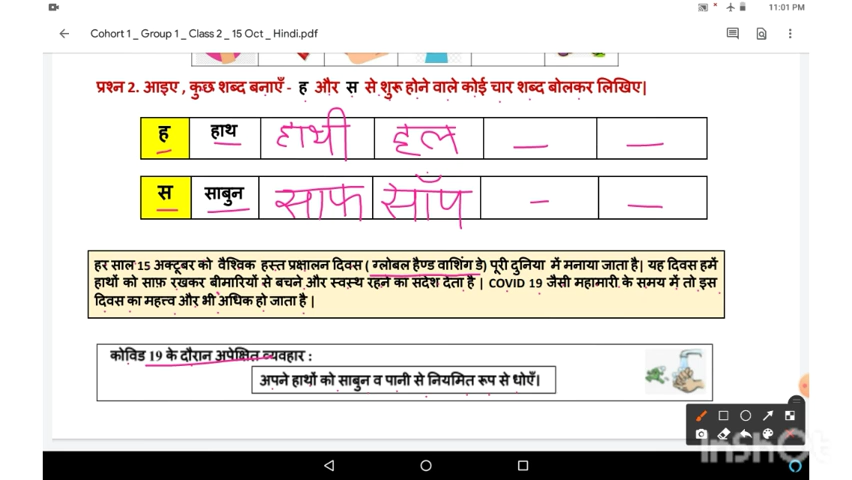 11:01 PM
Cohort 1 _ Group 1 _ Class 2 _ 15 Oct _ Hindi.pdf
प्रश्न 2. आइए , कुछ शब्द बनाएँ - ह और स से शुरू होने वाले कोई चार शब्द बोलकर लिखिए|
ह हाथ हाथी हल
स साबुन साफ साँप
हर साल 15 अक्टूबर को वैश्विक हस्त प्रक्षालन दिवस ( ग्लोबल हैण्ड वाशिंग डे) पूरी दुनिया में मनाया जाता है| यह दिवस हमें
हाथों को साफ़ रखकर बीमारियों से बचने और स्वस्थ रहने का संदेश देता है | COVID 19 जैसी महामारी के समय में तो इस
दिवस का महत्त्व और भी अधिक हो जाता है |
कोविड 19 के दौरान अपेक्षित व्यवहार :
अपने हाथों को साबुन व पानी से नियमित रूप से धोएँ।
InShOt